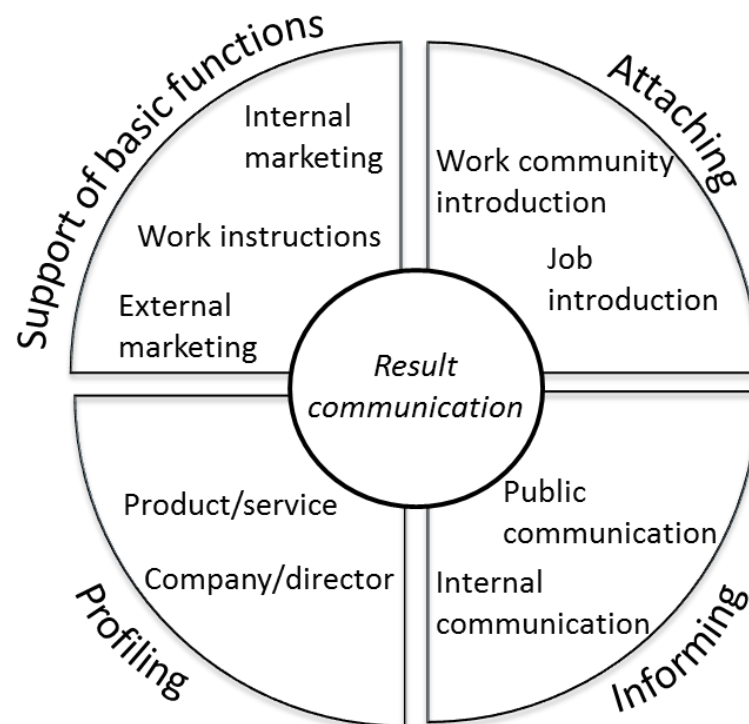 Support of basic functions
Internal
marketing
Work instructions
External
marketing
Attaching
Work community
introduction
Job
introduction
Result
communication
Product/service
Company/director
Profiling
Public
communication
Internal
communication
Informing